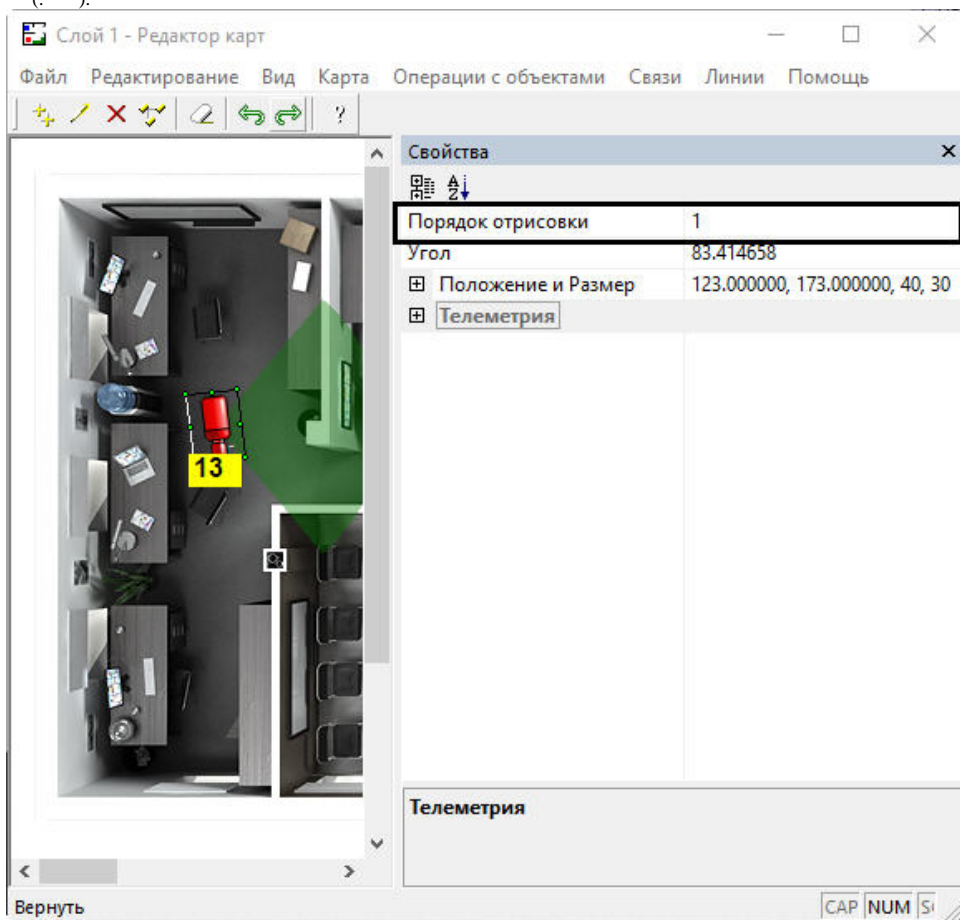 Слой 1 - Редактор карт
Файл Редактирование Вид Карта Операции с объектами Связи Линии Помощь
?
Свойства
Порядок отрисовки 1
Угол 83.414658
Положение и Размер 123.000000, 173.000000, 40, 30
Телеметрия
13
Телеметрия
Вернуть CAP NUM